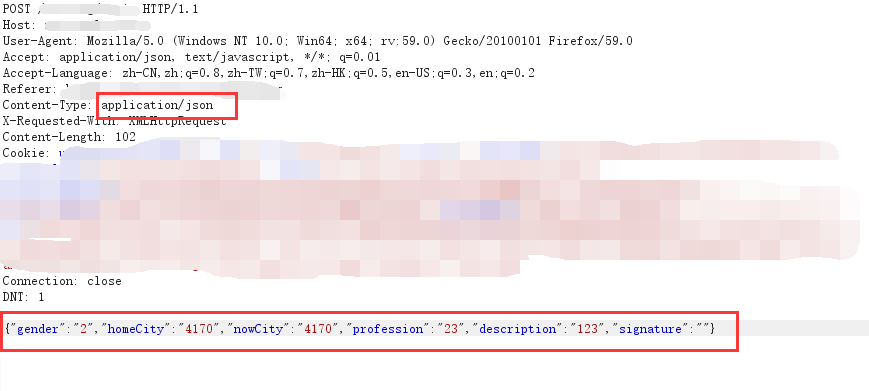 POST / HTTP/1.1
Host:
User-Agent: Mozilla/5.0 (Windows NT 10.0; Win64; x64; rv:59.0) Gecko/20100101 Firefox/59.0
Accept: application/json, text/javascript, */*; q=0.01
Accept-Language: zh-CN,zh;q=0.8,zh-TW;q=0.7,zh-HK;q=0.5,en-US;q=0.3,en;q=0.2
Referer:
Content-Type: application/json
X-Requested-With: XMLHttpRequest
Content-Length: 102
Cookie:
Connection: close
DNT: 1
{"gender":"2","homeCity":"4170","nowCity":"4170","profession":"23","description":"123","signature":""}